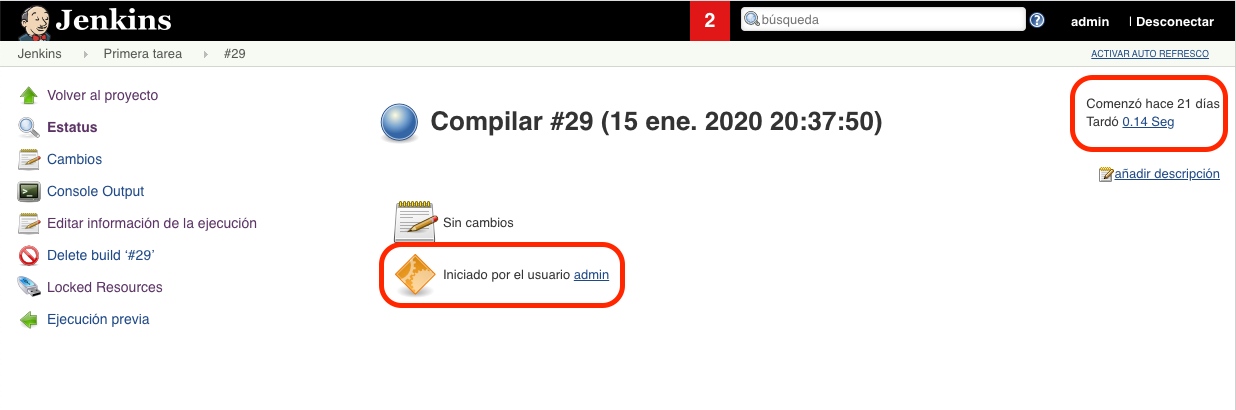 Jenkins
2
búsqueda
?
admin
| Desconectar
Jenkins
Primera tarea
#29
ACTIVAR AUTO REFRESCO
Volver al proyecto
Estatus
Cambios
Console Output
Editar información de la ejecución
Delete build ‘#29’
Locked Resources
Ejecución previa
Compilar #29 (15 ene. 2020 20:37:50)
Comenzó hace 21 días
Tardó 0.14 Seg
añadir descripción
Sin cambios
Iniciado por el usuario admin